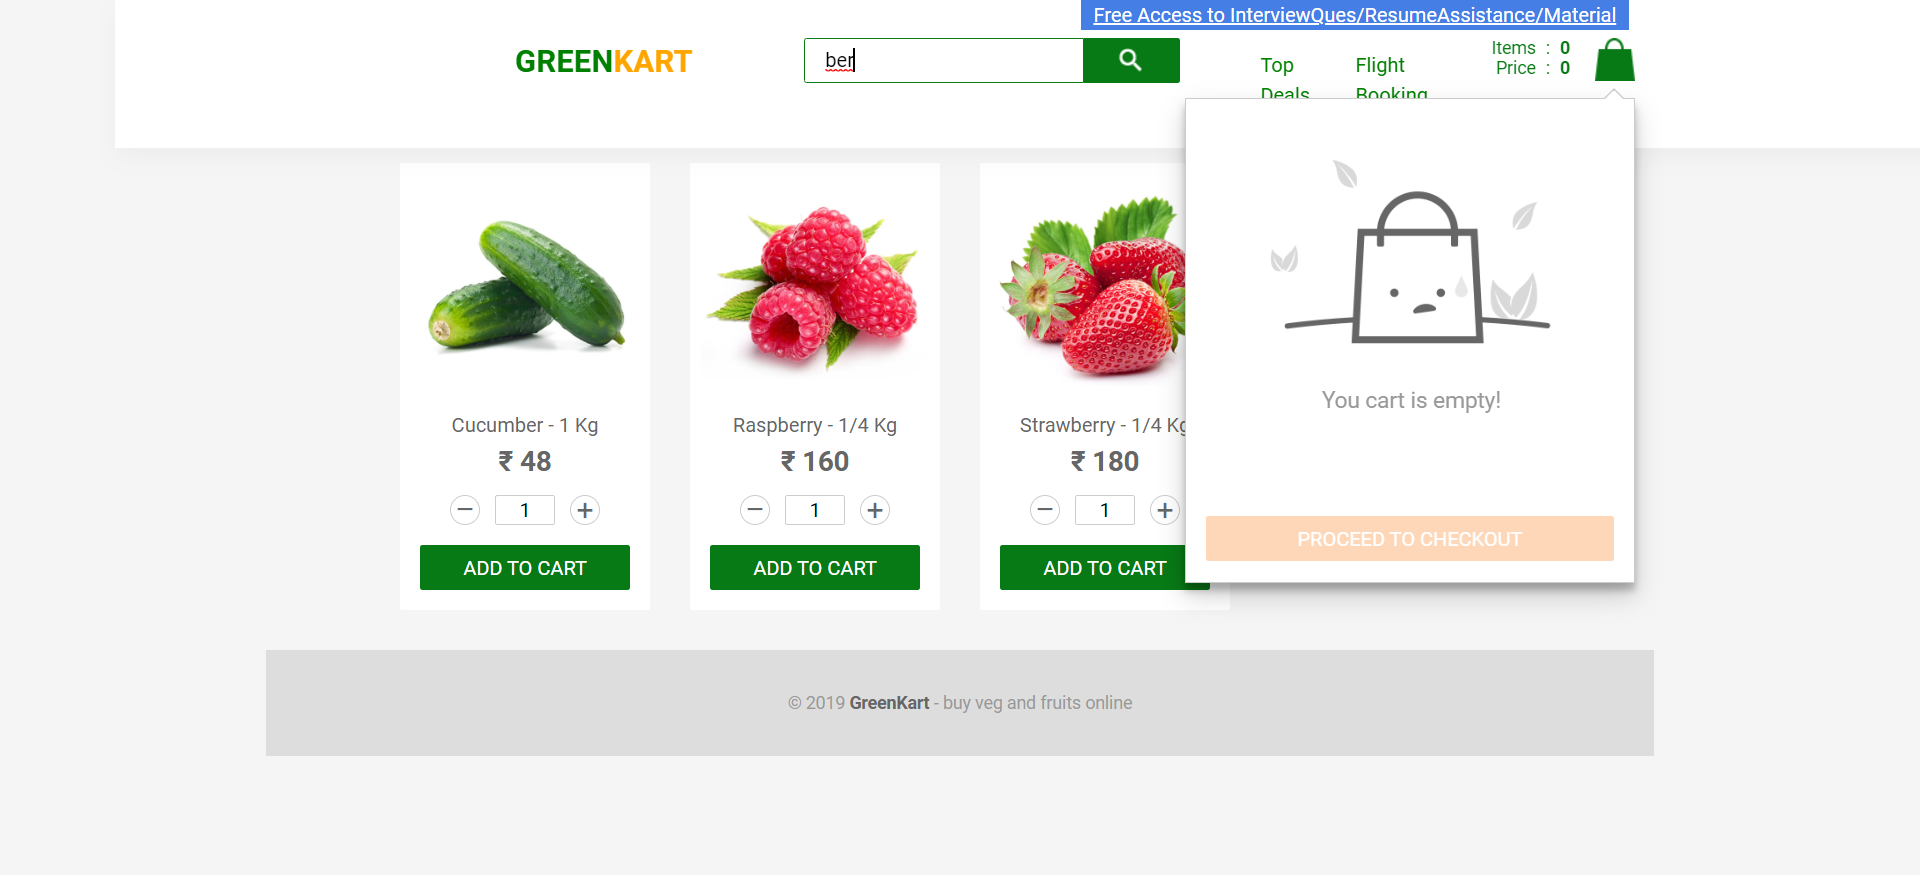 Free Access to InterviewQues/ResumeAssistance/Material
GREENKART
ber
Top
Deals
Flight
Booking
Items : 0
Price : 0
Cucumber - 1 Kg
₹ 48
1
ADD TO CART
Raspberry - 1/4 Kg
₹ 160
1
ADD TO CART
Strawberry - 1/4 Kg
₹ 180
1
ADD TO CART
You cart is empty!
PROCEED TO CHECKOUT
© 2019 GreenKart - buy veg and fruits online